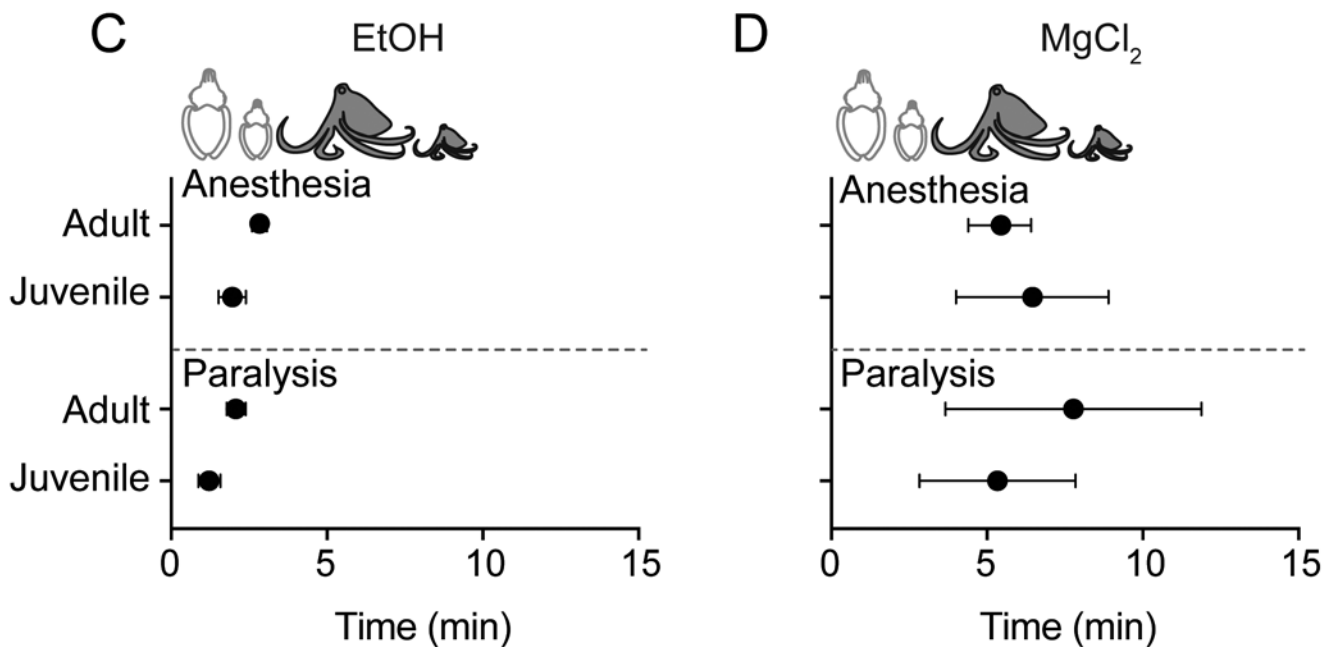 C EtOH
Anesthesia
Adult
Juvenile
Paralysis
Adult
Juvenile
0 5 10 15
Time (min)
D MgCl₂
Anesthesia
Paralysis
0 5 10 15
Time (min)